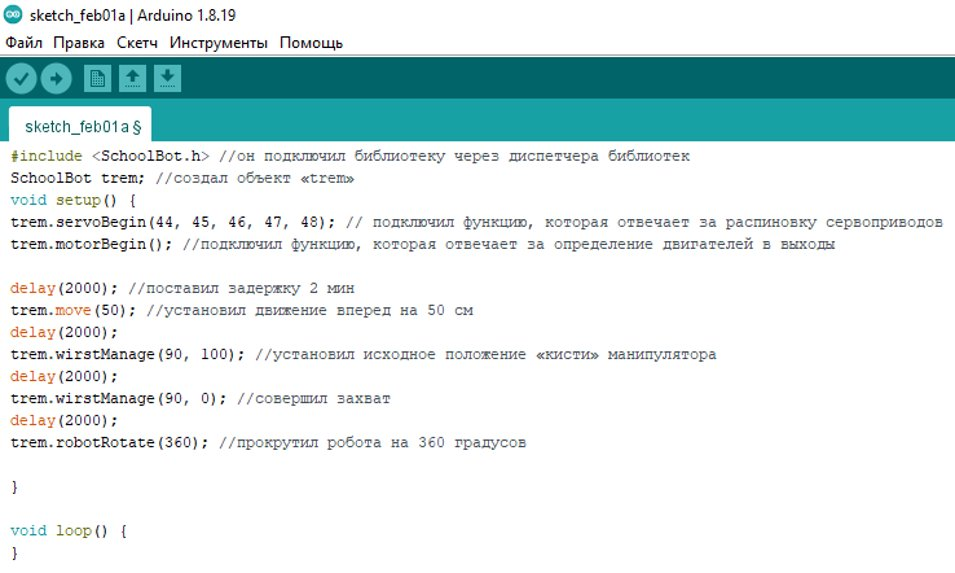 sketch_feb01a | Arduino 1.8.19
Файл Правка Скетч Инструменты Помощь
sketch_feb01a §
#include <SchoolBot.h> //он подключил библиотеку через диспетчера библиотек
SchoolBot trem; //создал объект «trem»
void setup() {
trem.servoBegin(44, 45, 46, 47, 48); // подключил функцию, которая отвечает за распиновку сервоприводов
trem.motorBegin(); //подключил функцию, которая отвечает за определение двигателей в выходы
delay(2000); //поставил задержку 2 мин
trem.move(50); //установил движение вперед на 50 см
delay(2000);
trem.wirstManage(90, 100); //установил исходное положение «кисти» манипулятора
delay(2000);
trem.wirstManage(90, 0); //совершил захват
delay(2000);
trem.robotRotate(360); //прокрутил робота на 360 градусов
}
void loop() {
}